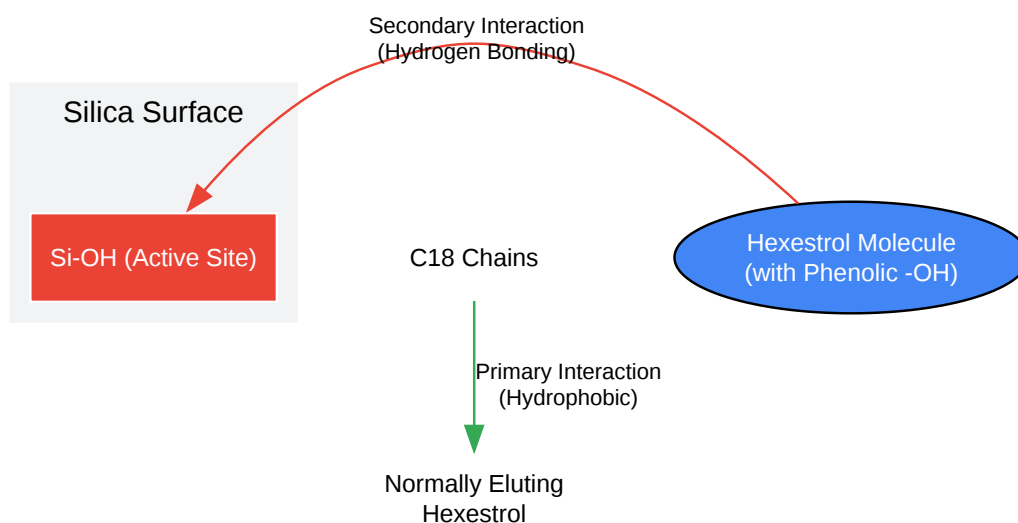 Secondary Interaction
(Hydrogen Bonding)
Silica Surface
Si-OH (Active Site)
C18 Chains
Hexestrol Molecule
(with Phenolic -OH)
Primary Interaction
(Hydrophobic)
Normally Eluting
Hexestrol